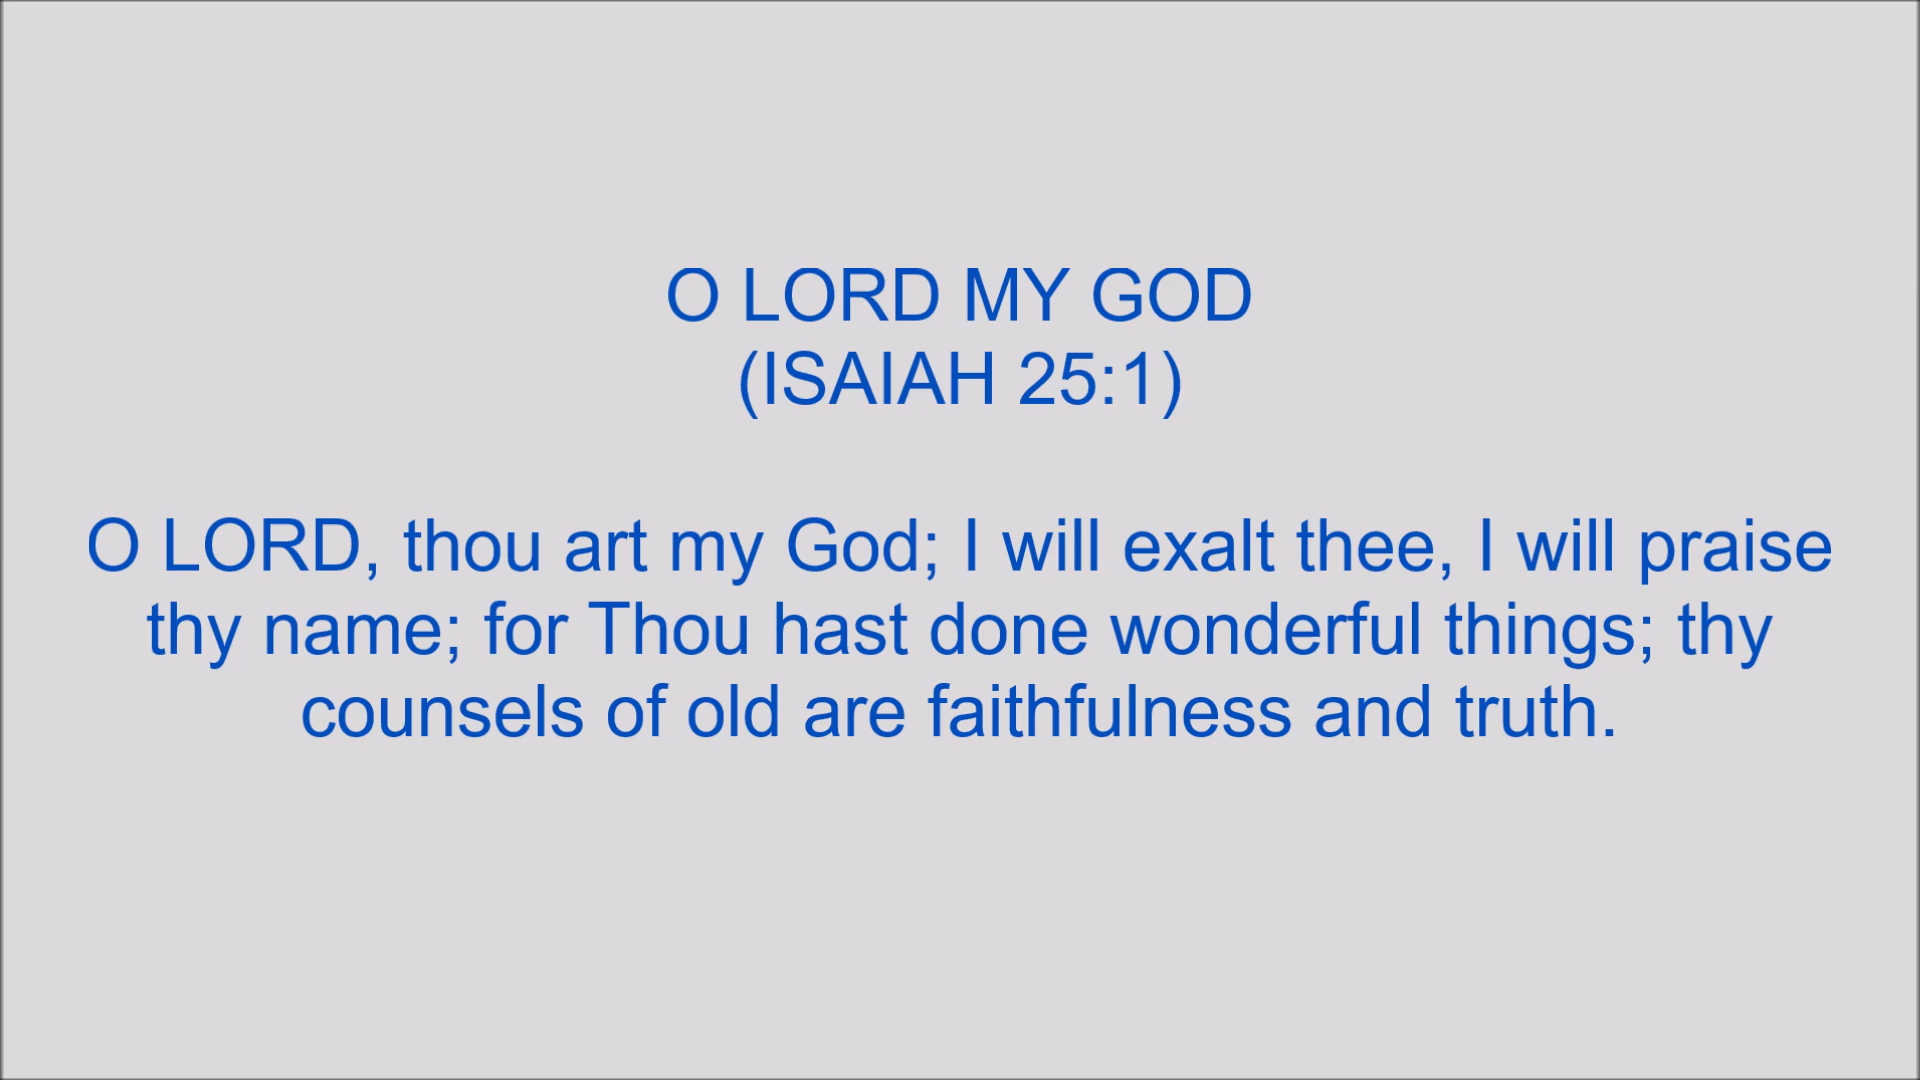 O LORD MY GOD
(ISAIAH 25:1)
O LORD, thou art my God; I will exalt thee, I will praise
thy name; for Thou hast done wonderful things; thy
counsels of old are faithfulness and truth.